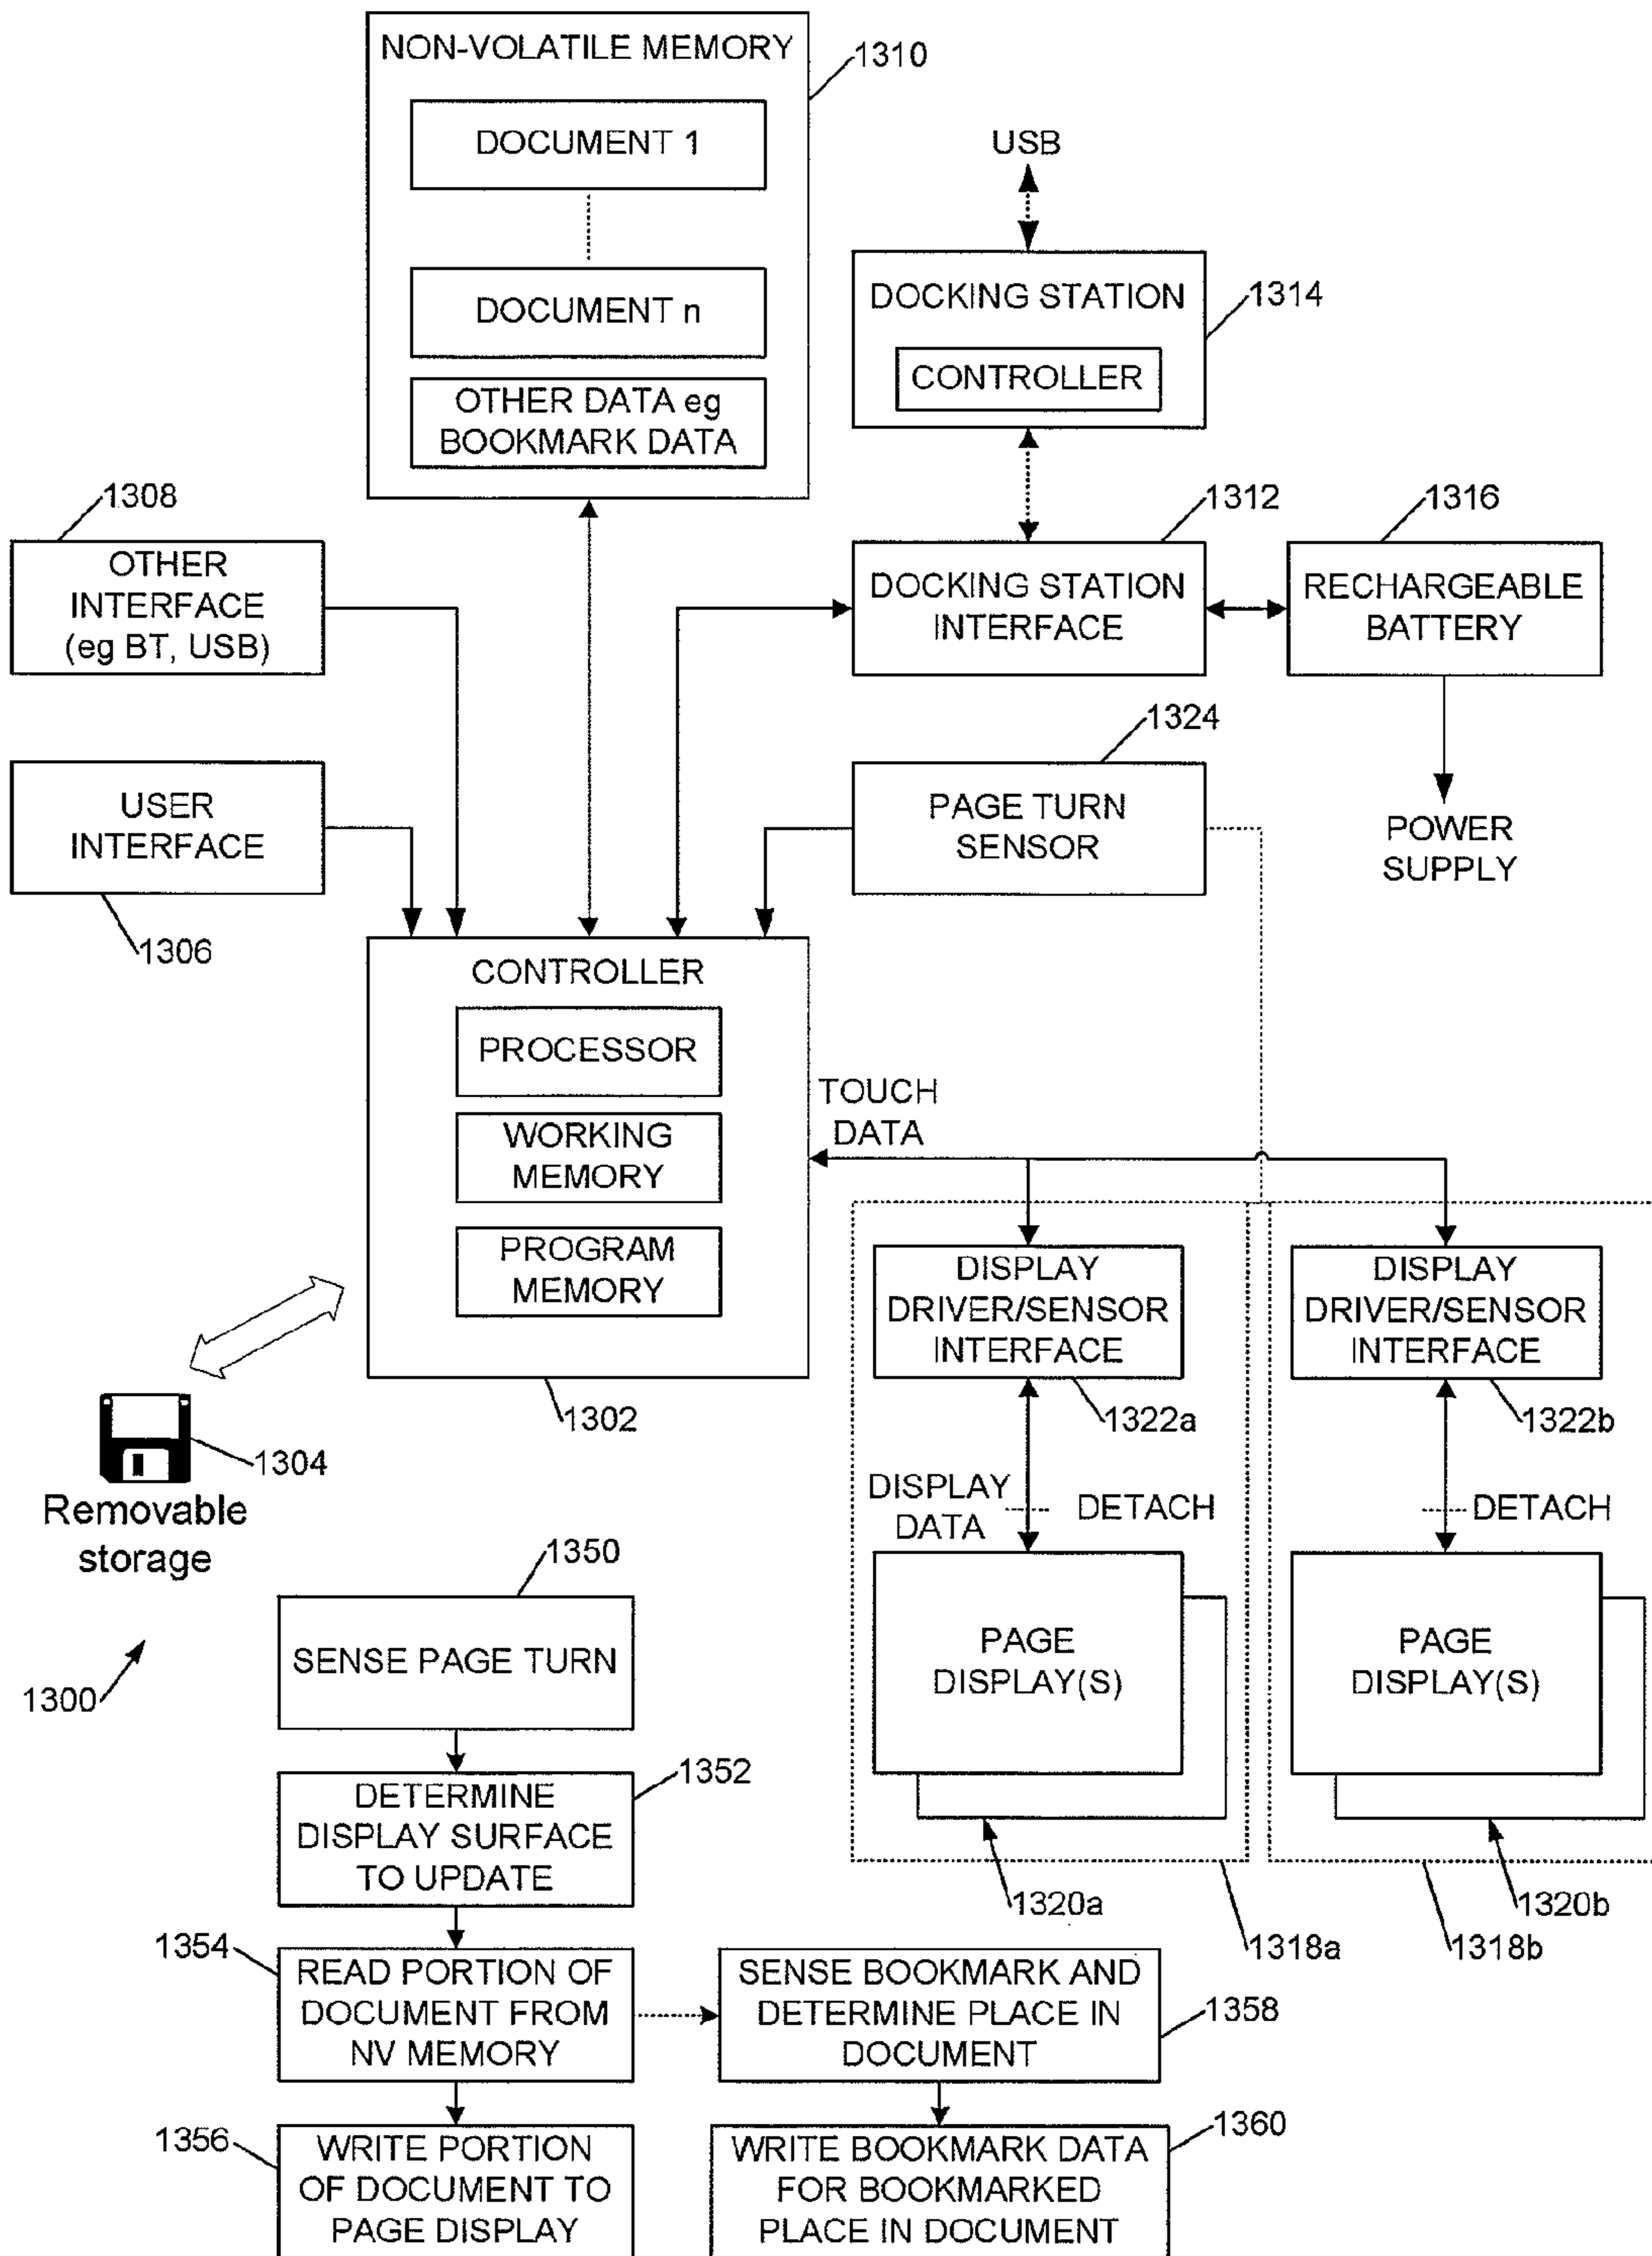 NON-VOLATILE MEMORY
1310
DOCUMENT 1
DOCUMENT n
OTHER DATA eg
BOOKMARK DATA
USB
DOCKING STATION
1314
CONTROLLER
1308
OTHER
INTERFACE
(eg BT, USB)
1312
DOCKING STATION
INTERFACE
1316
RECHARGEABLE
BATTERY
POWER
SUPPLY
USER
INTERFACE
1306
1324
PAGE TURN
SENSOR
CONTROLLER
PROCESSOR
WORKING
MEMORY
PROGRAM
MEMORY
1302
TOUCH
DATA
1304
Removable
storage
DISPLAY
DRIVER/SENSOR
INTERFACE
1322a
DISPLAY
DATA
DETACH
PAGE
DISPLAY(S)
1320a
1318a
DISPLAY
DRIVER/SENSOR
INTERFACE
1322b
DETACH
PAGE
DISPLAY(S)
1320b
1318b
1300
1350
SENSE PAGE TURN
1352
DETERMINE
DISPLAY SURFACE
TO UPDATE
1354
READ PORTION OF
DOCUMENT FROM
NV MEMORY
SENSE BOOKMARK AND
DETERMINE PLACE IN
DOCUMENT
1358
1356
WRITE PORTION
OF DOCUMENT TO
PAGE DISPLAY
1360
WRITE BOOKMARK DATA
FOR BOOKMARKED
PLACE IN DOCUMENT